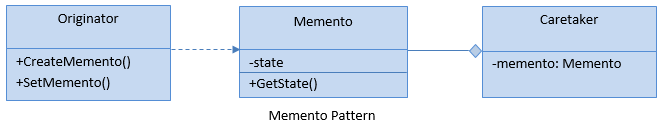 Originator
+CreateMemento()
+SetMemento()
Memento
-state
+GetState()
Caretaker
-memento: Memento
Memento Pattern